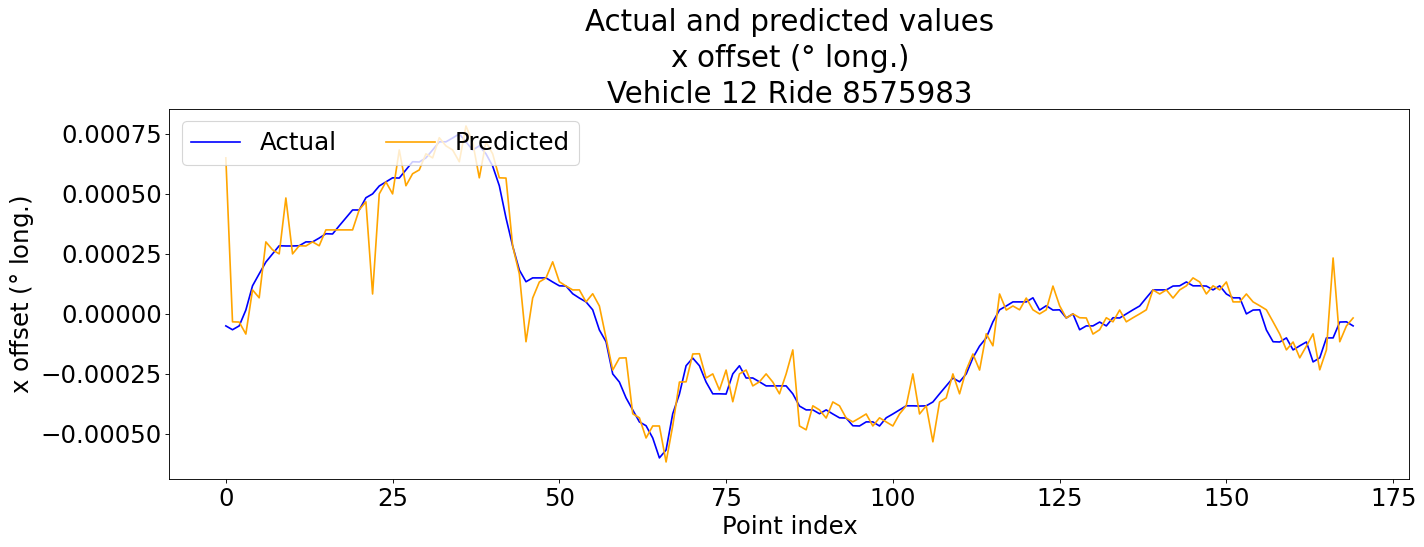 Actual and predicted values
x offset (° long.)
Vehicle 12 Ride 8575983
Actual
Predicted
0.00075
0.00050
0.00025
0.00000
−0.00025
−0.00050
x offset (° long.)
0
25
50
75
100
125
150
175
Point index